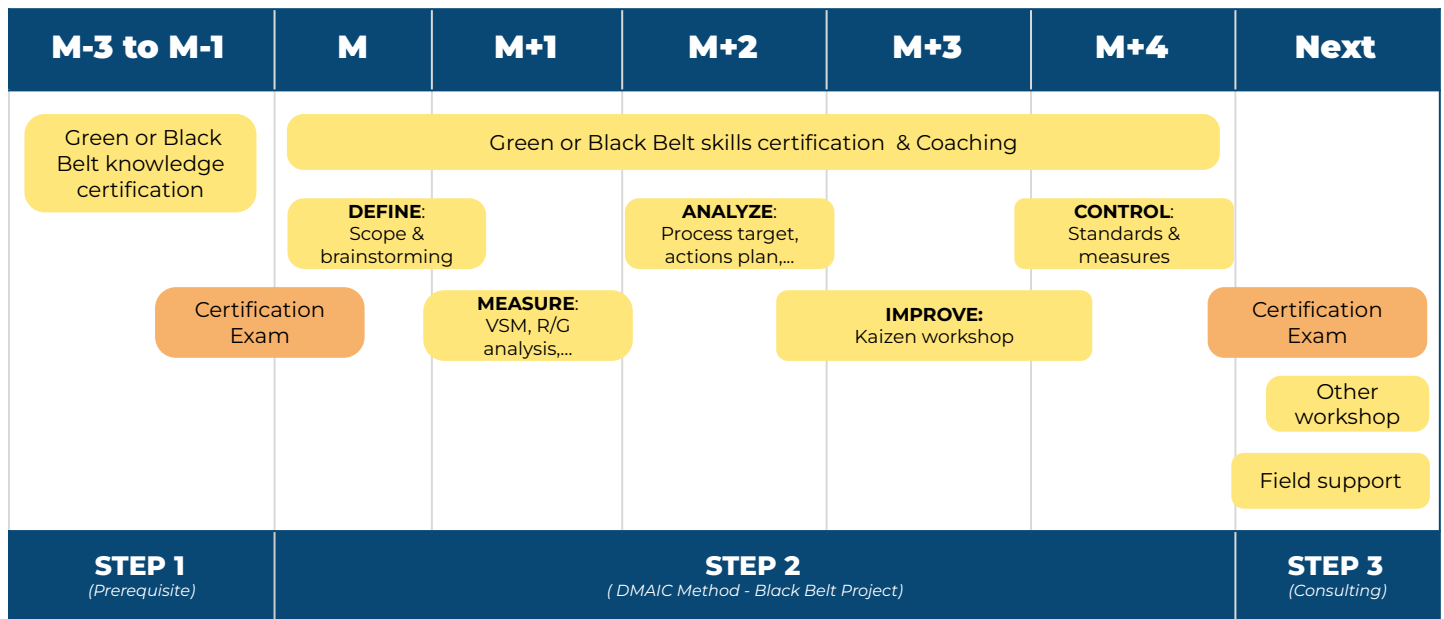 M-3 to M-1
M
M+1
M+2
M+3
M+4
Next
Green or Black
Belt knowledge
certification
Green or Black Belt skills certification & Coaching
DEFINE:
Scope &
brainstorming
ANALYZE:
Process target,
actions plan,...
CONTROL:
Standards &
measures
Certification
Exam
MEASURE:
VSM, R/G
analysis,...
IMPROVE:
Kaizen workshop
Certification
Exam
Other
workshop
Field support
STEP 1
(Prerequisite)
STEP 2
( DMAIC Method - Black Belt Project)
STEP 3
(Consulting)